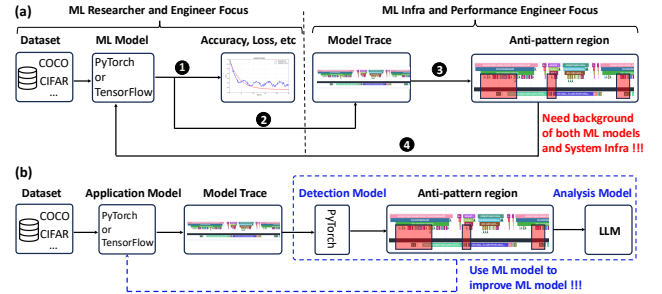 (a)
ML Researcher and Engineer Focus
ML Infra and Performance Engineer Focus
Dataset
ML Model
Accuracy, Loss, etc
Model Trace
Anti-pattern region
COCO
CIFAR
...
PyTorch
or
TensorFlow
1
2
3
4
Need background
of both ML models
and System Infra !!!
(b)
Dataset
Application Model
Model Trace
Detection Model
Anti-pattern region
Analysis Model
COCO
CIFAR
...
PyTorch
or
TensorFlow
PyTorch
LLM
Use ML model to
improve ML model !!!